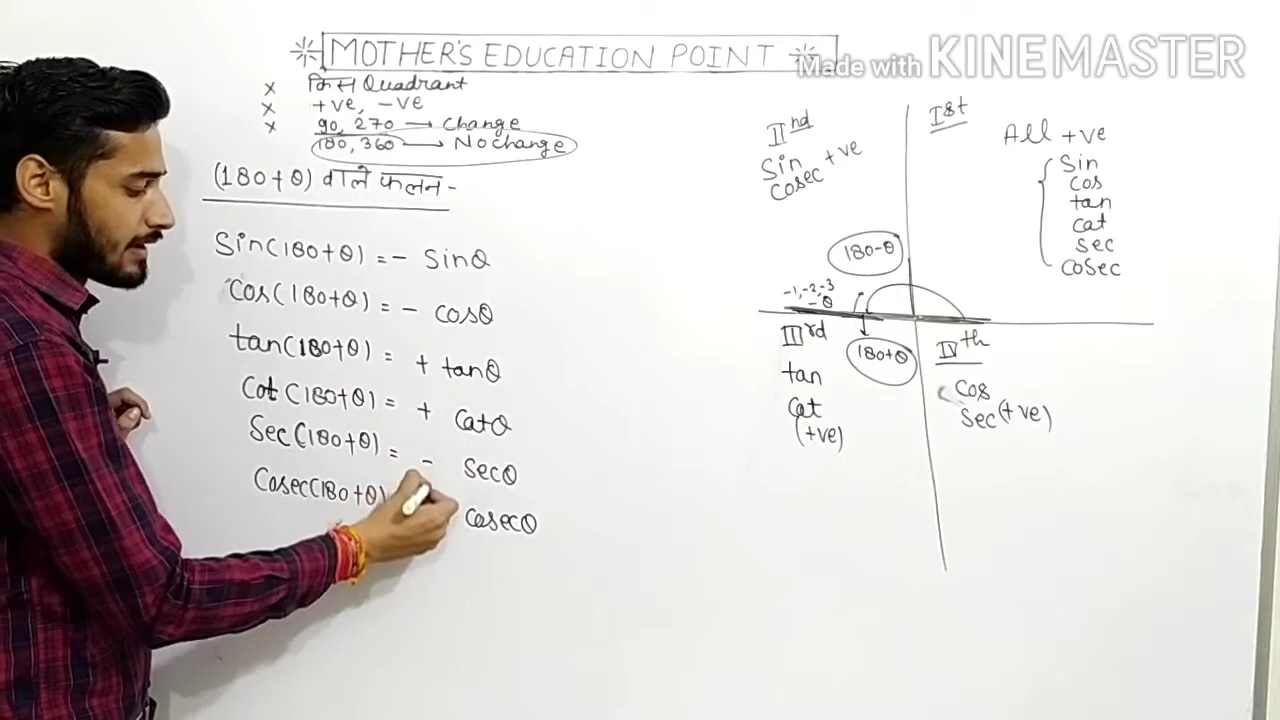 MOTHER'S EDUCATION POINT
Made with KINEMASTER
x किस Quadrant
x +ve, -ve
x 90, 270 → Change
180, 360 → No change
(180+θ) वाले फलन -
Sin(180+θ) = - Sinθ
Cos(180+θ) = - cosθ
tan(180+θ) = + tanθ
Cot(180+θ) = + Catθ
Sec(180+θ) = - secθ
Cosec(180+θ) cosecθ
IInd
Sin +ve
cosec
Ist
All +ve
Sin
cos
tan
cat
sec
cosec
180-θ
-1,-2,-3
-θ
IIIrd
180+θ
tan
Cat
(+ve)
IVth
Cos
Sec (+ve)